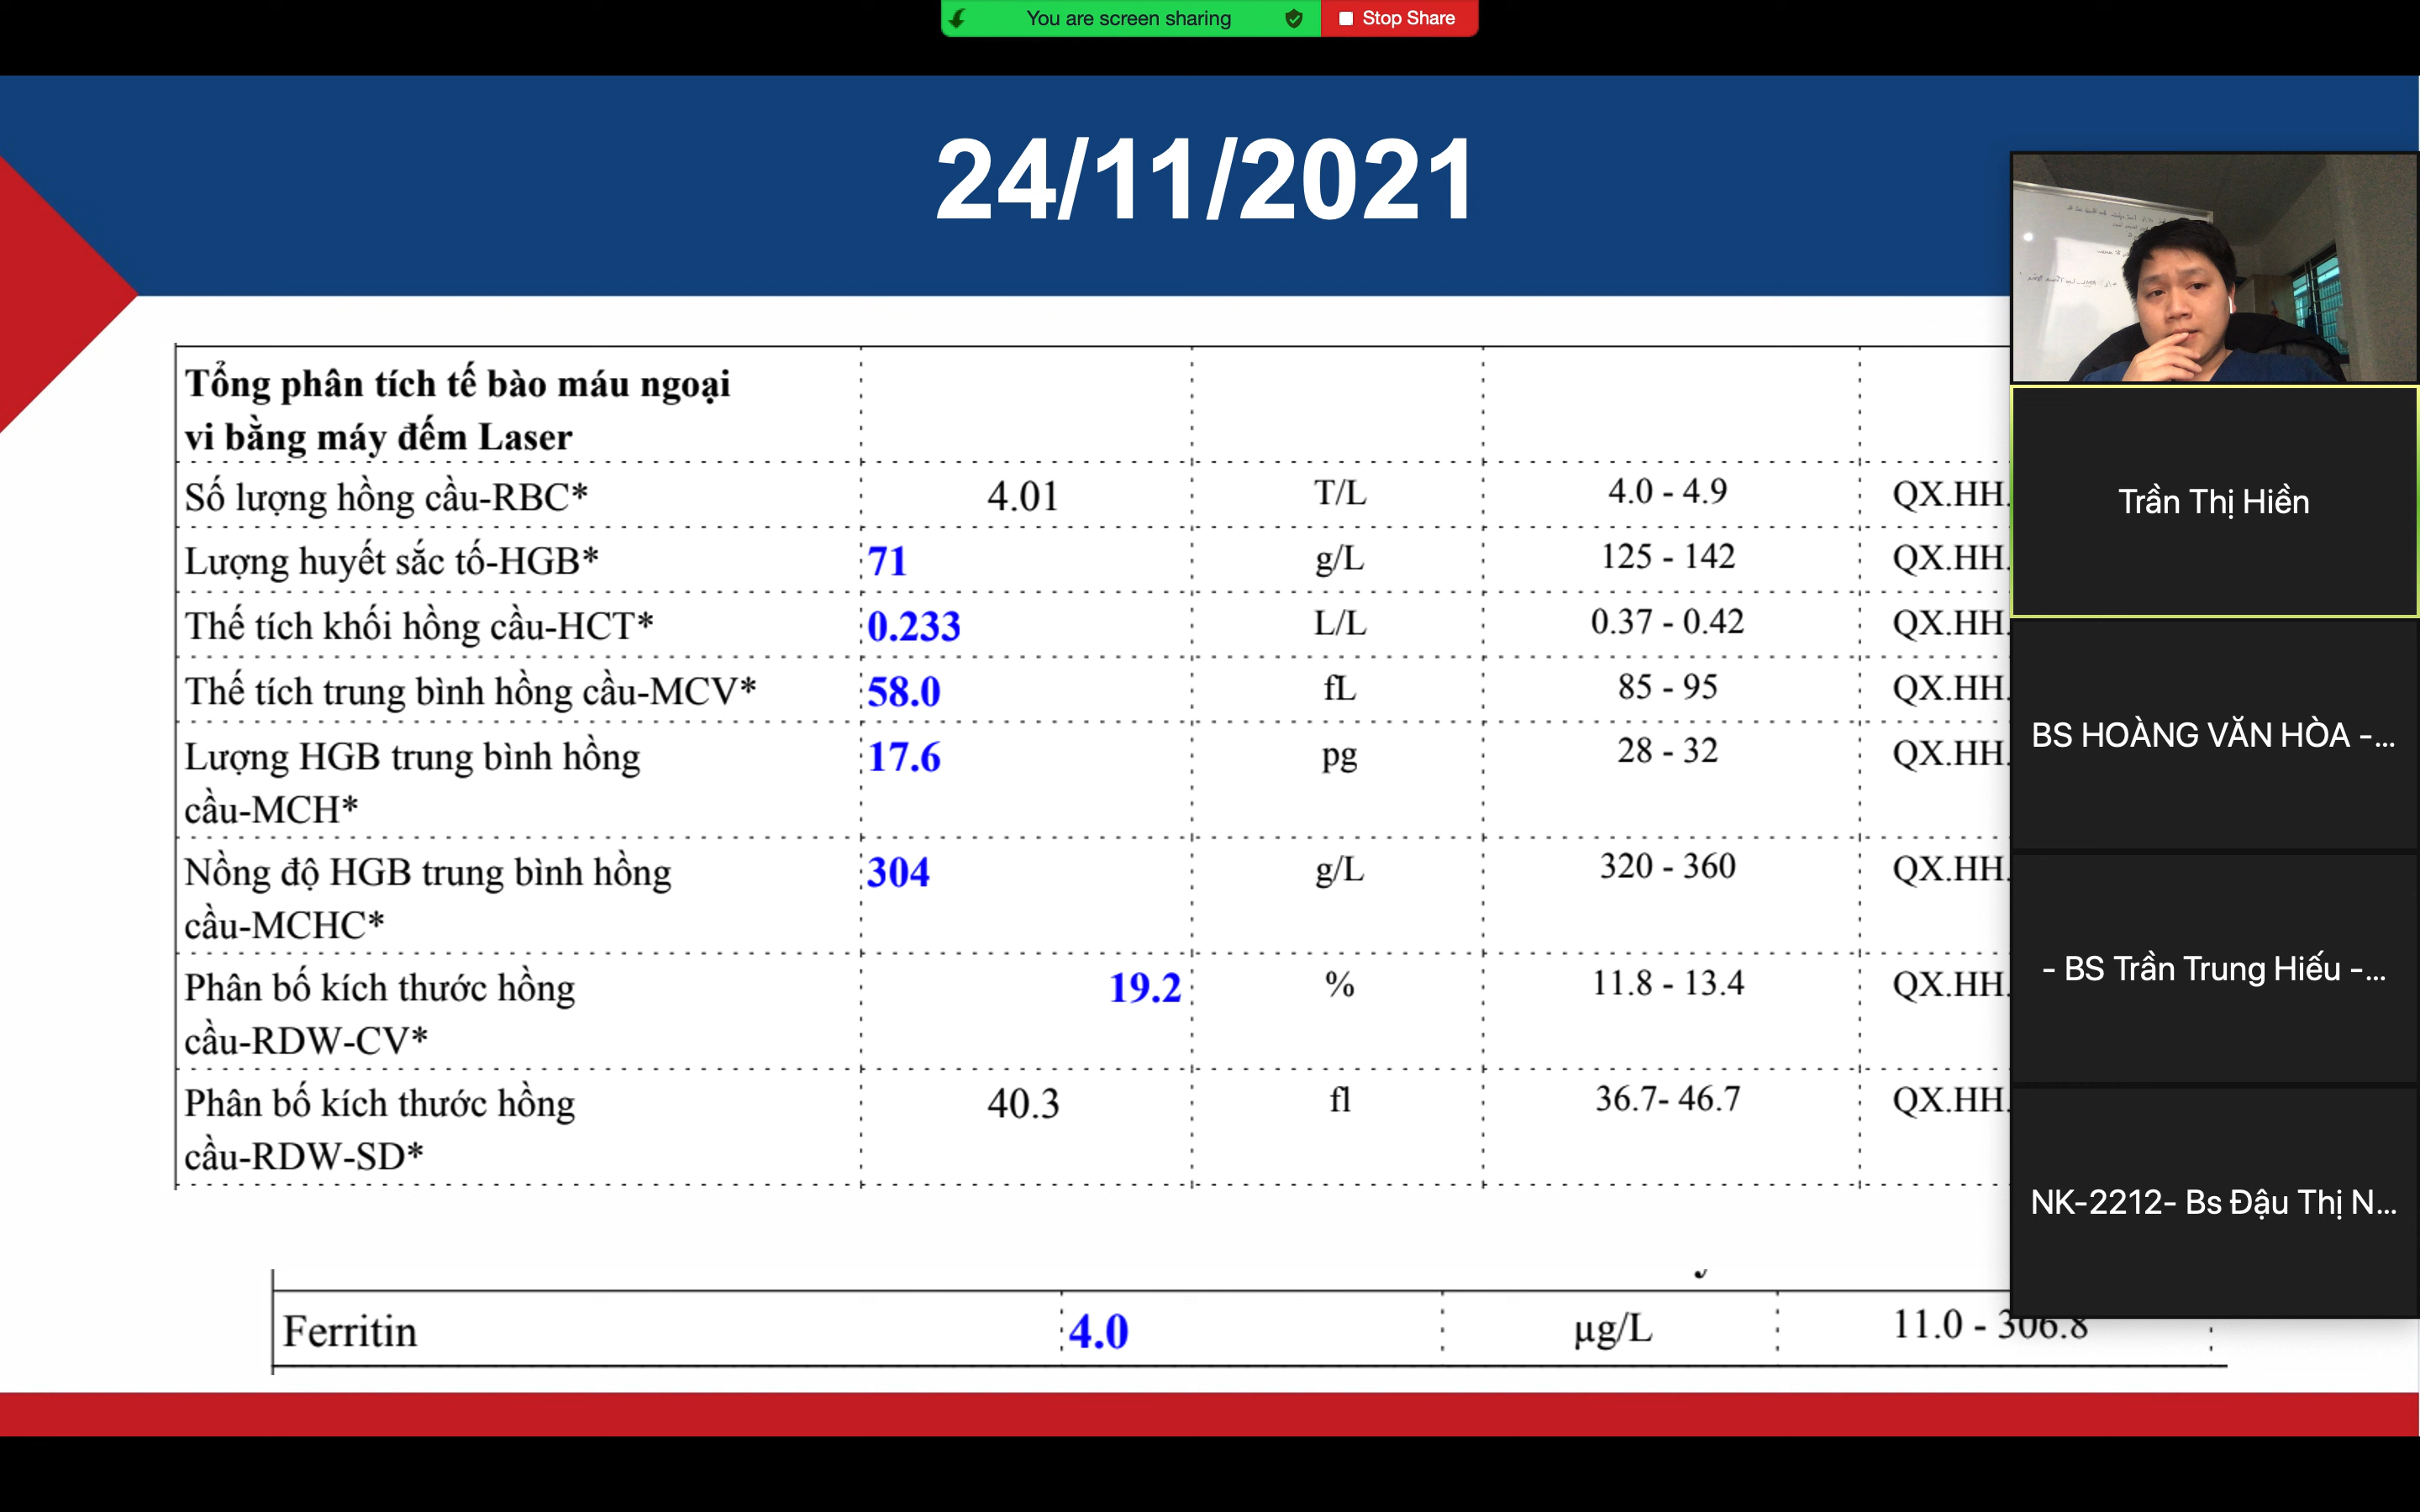 You are screen sharing
Stop Share
24/11/2021
Tổng phân tích tế bào máu ngoại
vi bằng máy đếm Laser
Số lượng hồng cầu-RBC* 4.01 T/L 4.0 - 4.9 QX.HH.
Lượng huyết sắc tố-HGB* 71 g/L 125 - 142 QX.HH.
Thế tích khối hồng cầu-HCT* 0.233 L/L 0.37 - 0.42 QX.HH.
Thế tích trung bình hồng cầu-MCV* 58.0 fL 85 - 95 QX.HH.
Lượng HGB trung bình hồng 17.6 pg 28 - 32 QX.HH.
cầu-MCH*
Nồng độ HGB trung bình hồng 304 g/L 320 - 360 QX.HH.
cầu-MCHC*
Phân bố kích thước hồng 19.2 % 11.8 - 13.4 QX.HH.
cầu-RDW-CV*
Phân bố kích thước hồng 40.3 fl 36.7- 46.7 QX.HH.
cầu-RDW-SD*
Ferritin 4.0 µg/L 11.0 - 306.8
Trần Thị Hiền
BS HOÀNG VĂN HÒA -...
- BS Trần Trung Hiếu -...
NK-2212- Bs Đậu Thị N...